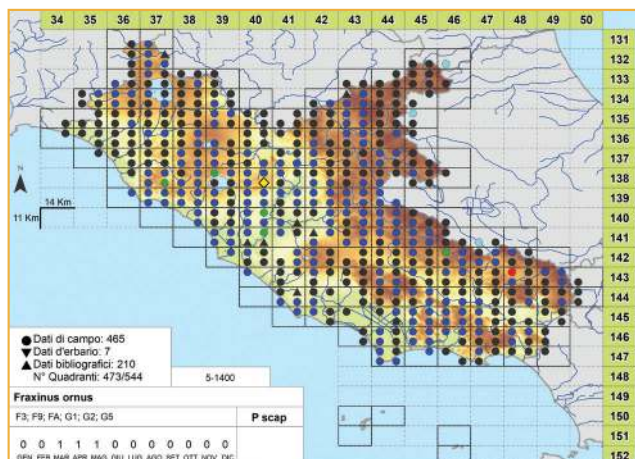 34 35 36 37 38 39 40 41 42 43 44 45 46 47 48 49 50
131
132
133
134
135
136
137
138
139
140
141
142
143
144
145
146
147
148
149
150
151
152
N
14 Km
11 Km
Dati di campo: 465
Dati d'erbario: 7
Dati bibliografici: 210
N° Quadranti: 473/544
5-1400
Fraxinus ornus
F3; F9; FA; G1; G2; G5
P scap
0 0 1 1 1 0 0 0 0 0 0 0
GEN FEB MAR APR MAG GIU LUG AGO SET OTT NOV DIC